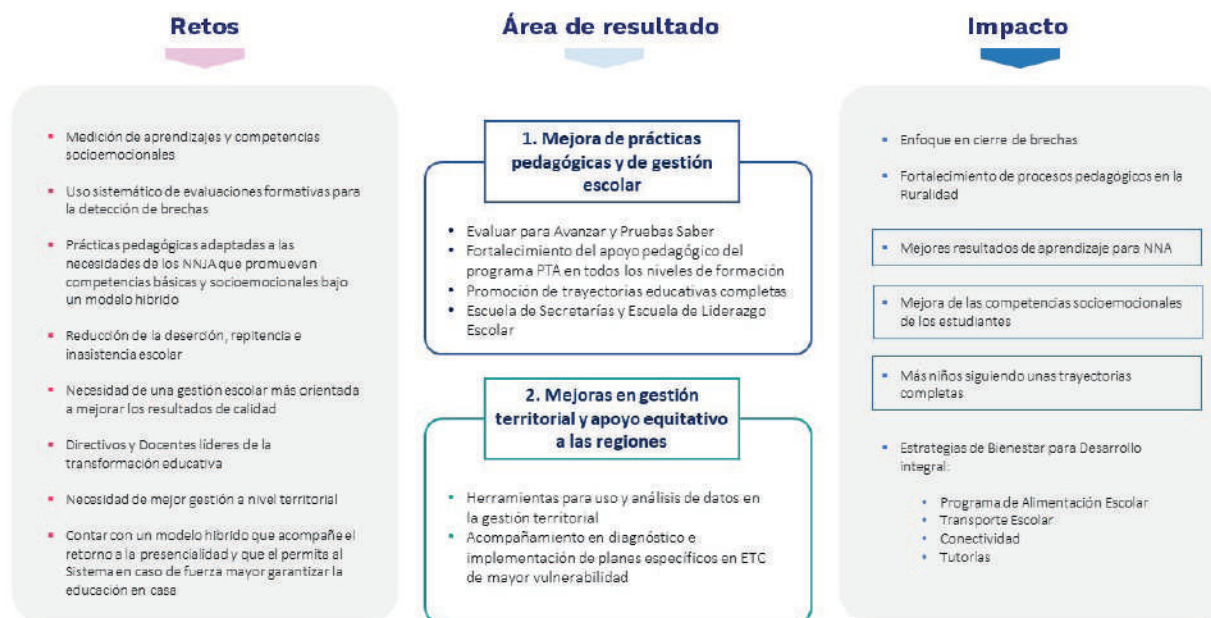 Retos
Medición de aprendizajes y competencias
socioemocionales
Uso sistemático de evaluaciones formativas para
la detección de brechas
Prácticas pedagógicas adaptadas a las
necesidades de los NNJA que promuevan
competencias básicas y socioemocionales bajo
un modelo híbrido
Reducción de la deserción, repitencia e
inasistencia escolar
Necesidad de una gestión escolar más orientada
a mejorar los resultados de calidad
Directivos y Docentes líderes de la
transformación educativa
Necesidad de mejor gestión a nivel territorial
Contar con un modelo híbrido que acompañe el
retorno a la presencialidad y que el permita al
Sistema en caso de fuerza mayor garantizar la
educación en casa
Área de resultado
1. Mejora de prácticas
pedagógicas y de gestión
escolar
Evaluar para Avanzar y Pruebas Saber
Fortalecimiento del apoyo pedagógico del
programa PTA en todos los niveles de formación
Promoción de trayectorias educativas completas
Escuela de Secretarías y Escuela de Liderazgo
Escolar
2. Mejoras en gestión
territorial y apoyo equitativo
a las regiones
Herramientas para uso y análisis de datos en
la gestión territorial
Acompañamiento en diagnóstico e
implementación de planes específicos en ETC
de mayor vulnerabilidad
Impacto
Enfoque en cierre de brechas
Fortalecimiento de procesos pedagógicos en la
Ruralidad
Mejores resultados de aprendizaje para NNA
Mejora de las competencias socioemocionales
de los estudiantes
Más niños siguiendo unas trayectorias
completas
Estrategias de Bienestar para Desarrollo
integral:
Programa de Alimentación Escolar
Transporte Escolar
Conectividad
Tutorías